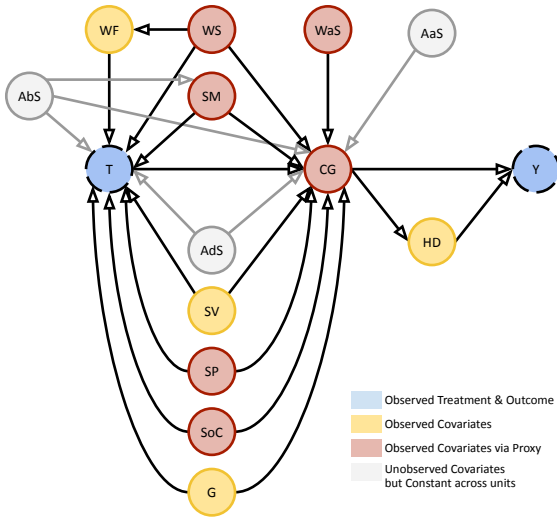 WF
WS
WaS
AaS
AbS
SM
T
CG
Y
AdS
HD
SV
SP
SoC
G
Observed Treatment & Outcome
Observed Covariates
Observed Covariates via Proxy
Unobserved Covariates
but Constant across units